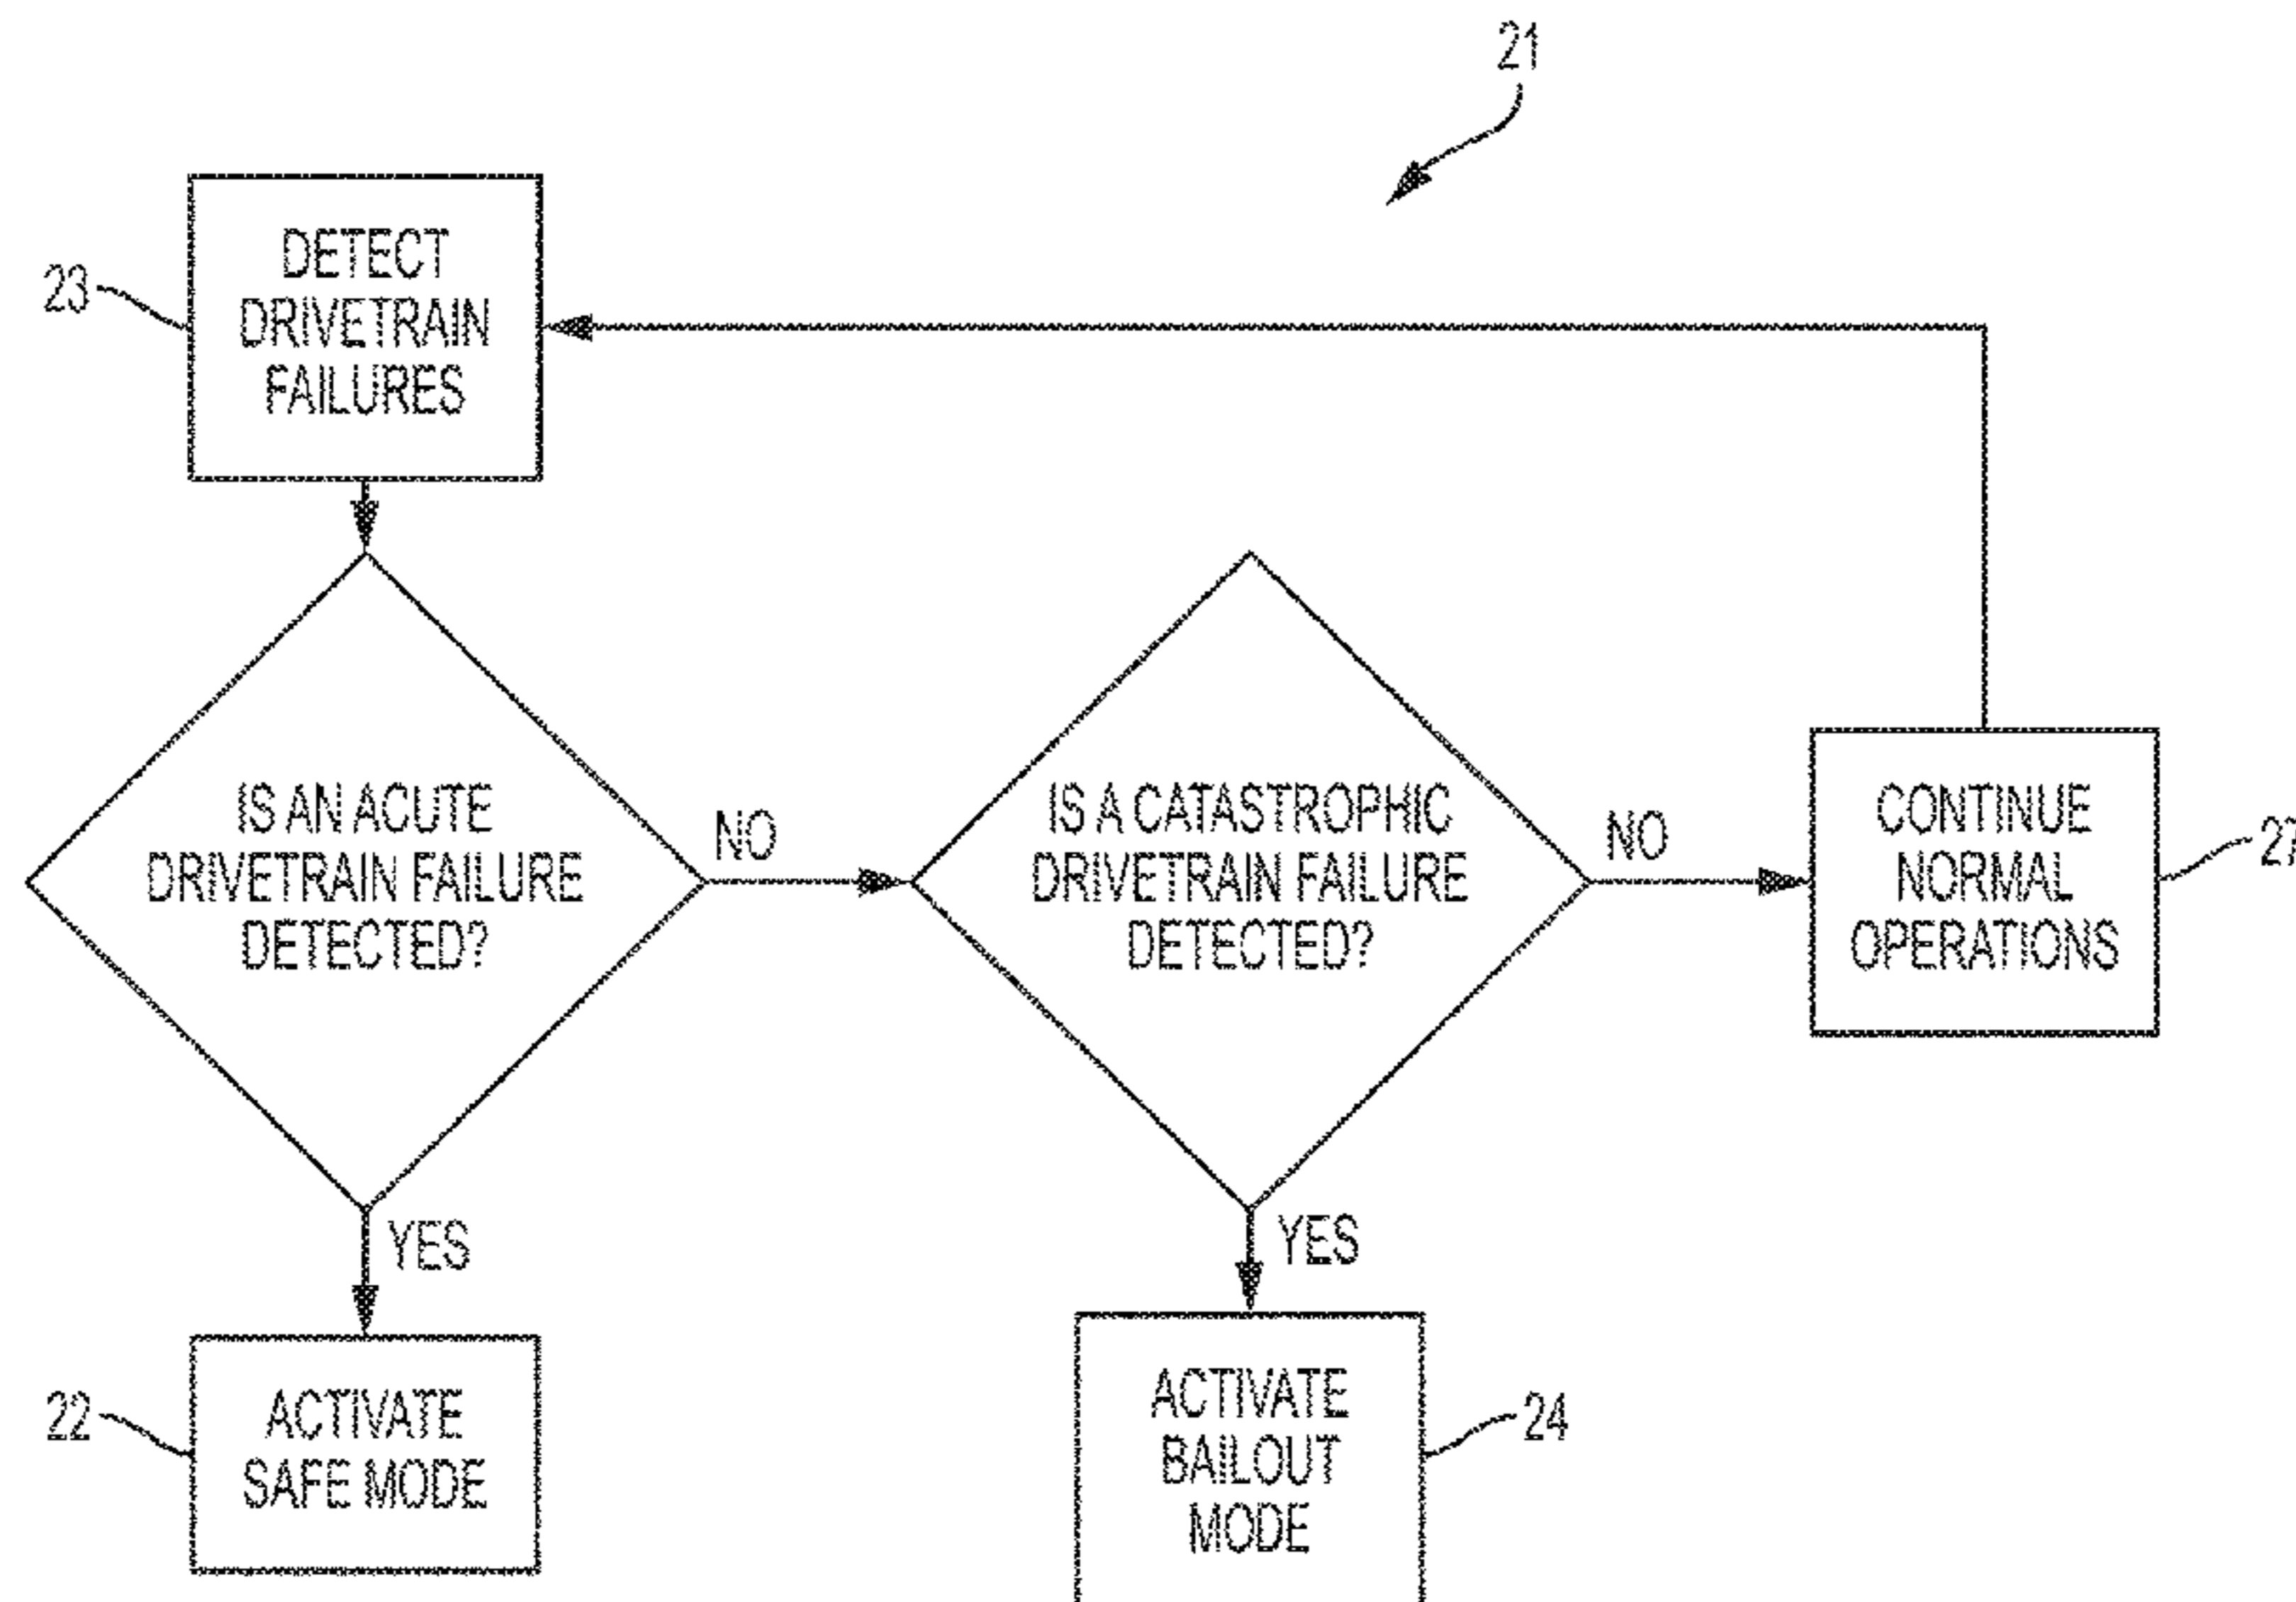 21
23
DETECT
DRIVETRAIN
FAILURES
IS AN ACUTE
DRIVETRAIN FAILURE
DETECTED?
NO
IS A CATASTROPHIC
DRIVETRAIN FAILURE
DETECTED?
NO
CONTINUE
NORMAL
OPERATIONS
27
YES
YES
22
ACTIVATE
SAFE MODE
ACTIVATE
BAILOUT
MODE
24